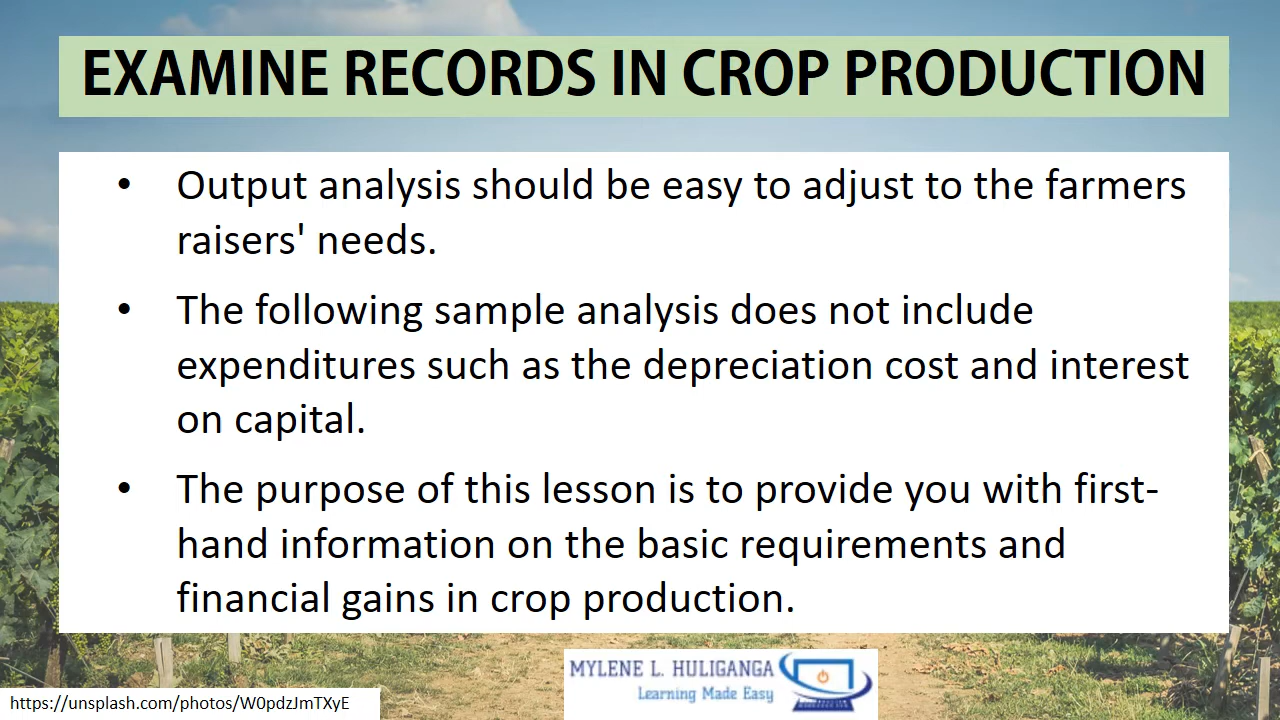 EXAMINE RECORDS IN CROP PRODUCTION
• Output analysis should be easy to adjust to the farmers
raisers' needs.
• The following sample analysis does not include
expenditures such as the depreciation cost and interest
on capital.
• The purpose of this lesson is to provide you with first-
hand information on the basic requirements and
financial gains in crop production.
MYLENE L. HULIGANGA
Learning Made Easy
https://unsplash.com/photos/W0pdzJmTXyE